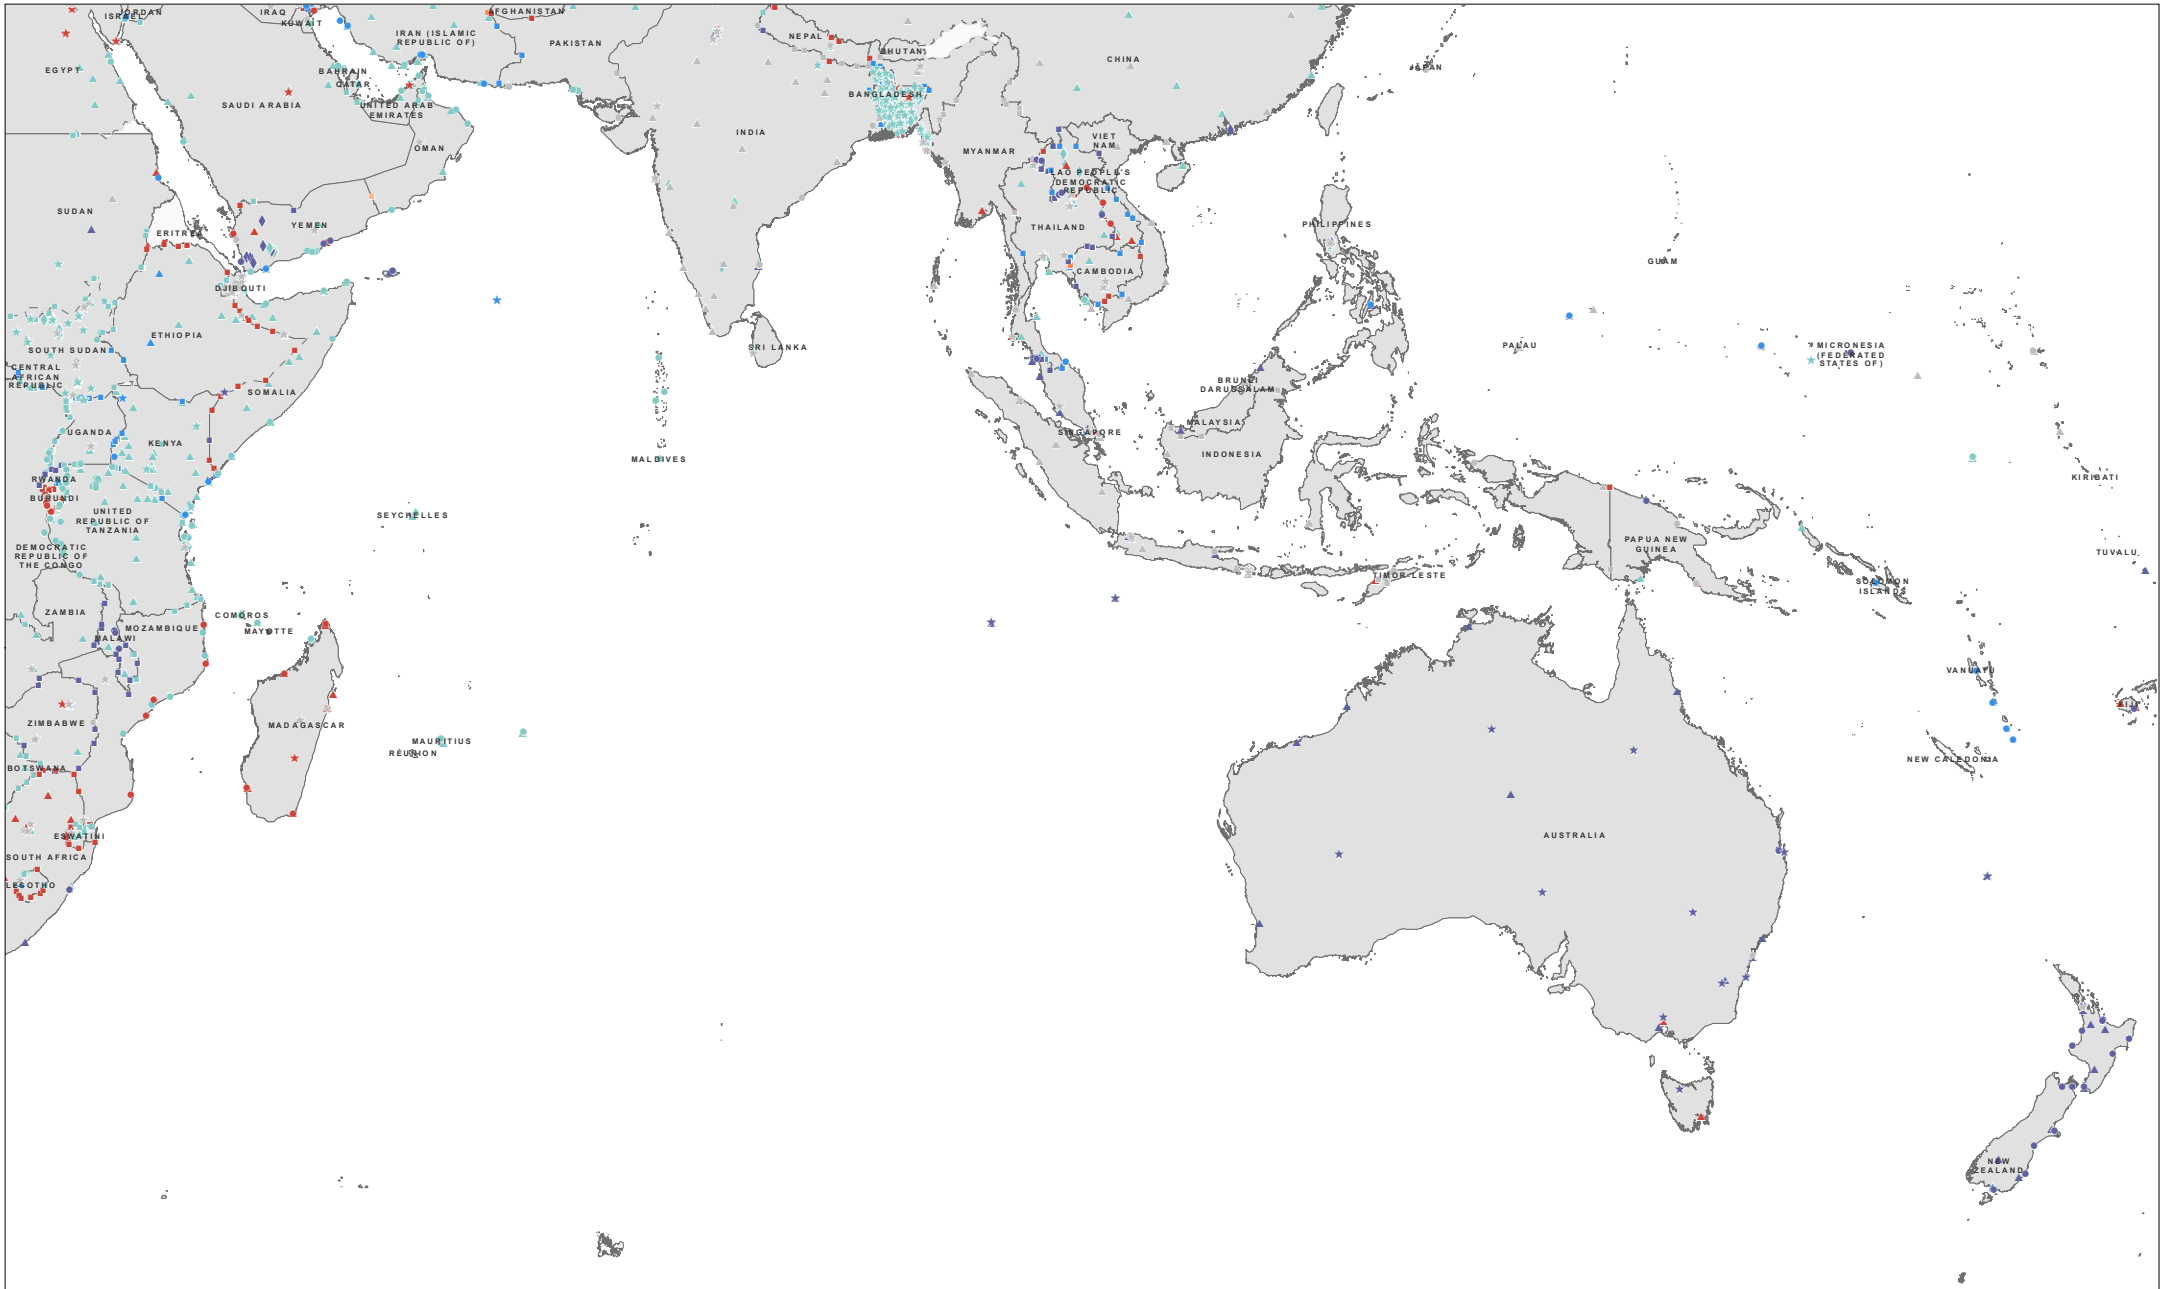 ISRAEL
JORDAN
IRAQ
KUWAIT
IRAN (ISLAMIC
REPUBLIC OF)
AFGHANISTAN
PAKISTAN
NEPAL
BHUTAN
CHINA
JAPAN
EGYPT
BAHRAIN
QATAR
SAUDI ARABIA
UNITED ARAB
EMIRATES
OMAN
BANGLADESH
INDIA
MYANMAR
VIET
NAM
LAO PEOPLE'S
DEMOCRATIC
REPUBLIC
SUDAN
ERITREA
YEMEN
THAILAND
PHILIPPINES
GUAM
DJIBOUTI
CAMBODIA
ETHIOPIA
SOUTH SUDAN
SRI LANKA
PALAU
MICRONESIA
(FEDERATED
STATES OF)
CENTRAL
AFRICAN
REPUBLIC
SOMALIA
BRUNEI
DARUSSALAM
UGANDA
KENYA
MALAYSIA
SINGAPORE
INDONESIA
MALDIVES
RWANDA
BURUNDI
KIRIBATI
UNITED
REPUBLIC OF
TANZANIA
SEYCHELLES
DEMOCRATIC
REPUBLIC OF
THE CONGO
PAPUA NEW
GUINEA
TUVALU
TIMOR-LESTE
SOLOMON
ISLANDS
ZAMBIA
COMOROS
MAYOTTE
MALAWI
MOZAMBIQUE
VANUATU
FIJI
ZIMBABWE
MADAGASCAR
MAURITIUS
RÉUNION
NEW CALEDONIA
BOTSWANA
ESWATINI
AUSTRALIA
SOUTH AFRICA
LESOTHO
NEW
ZEALAND